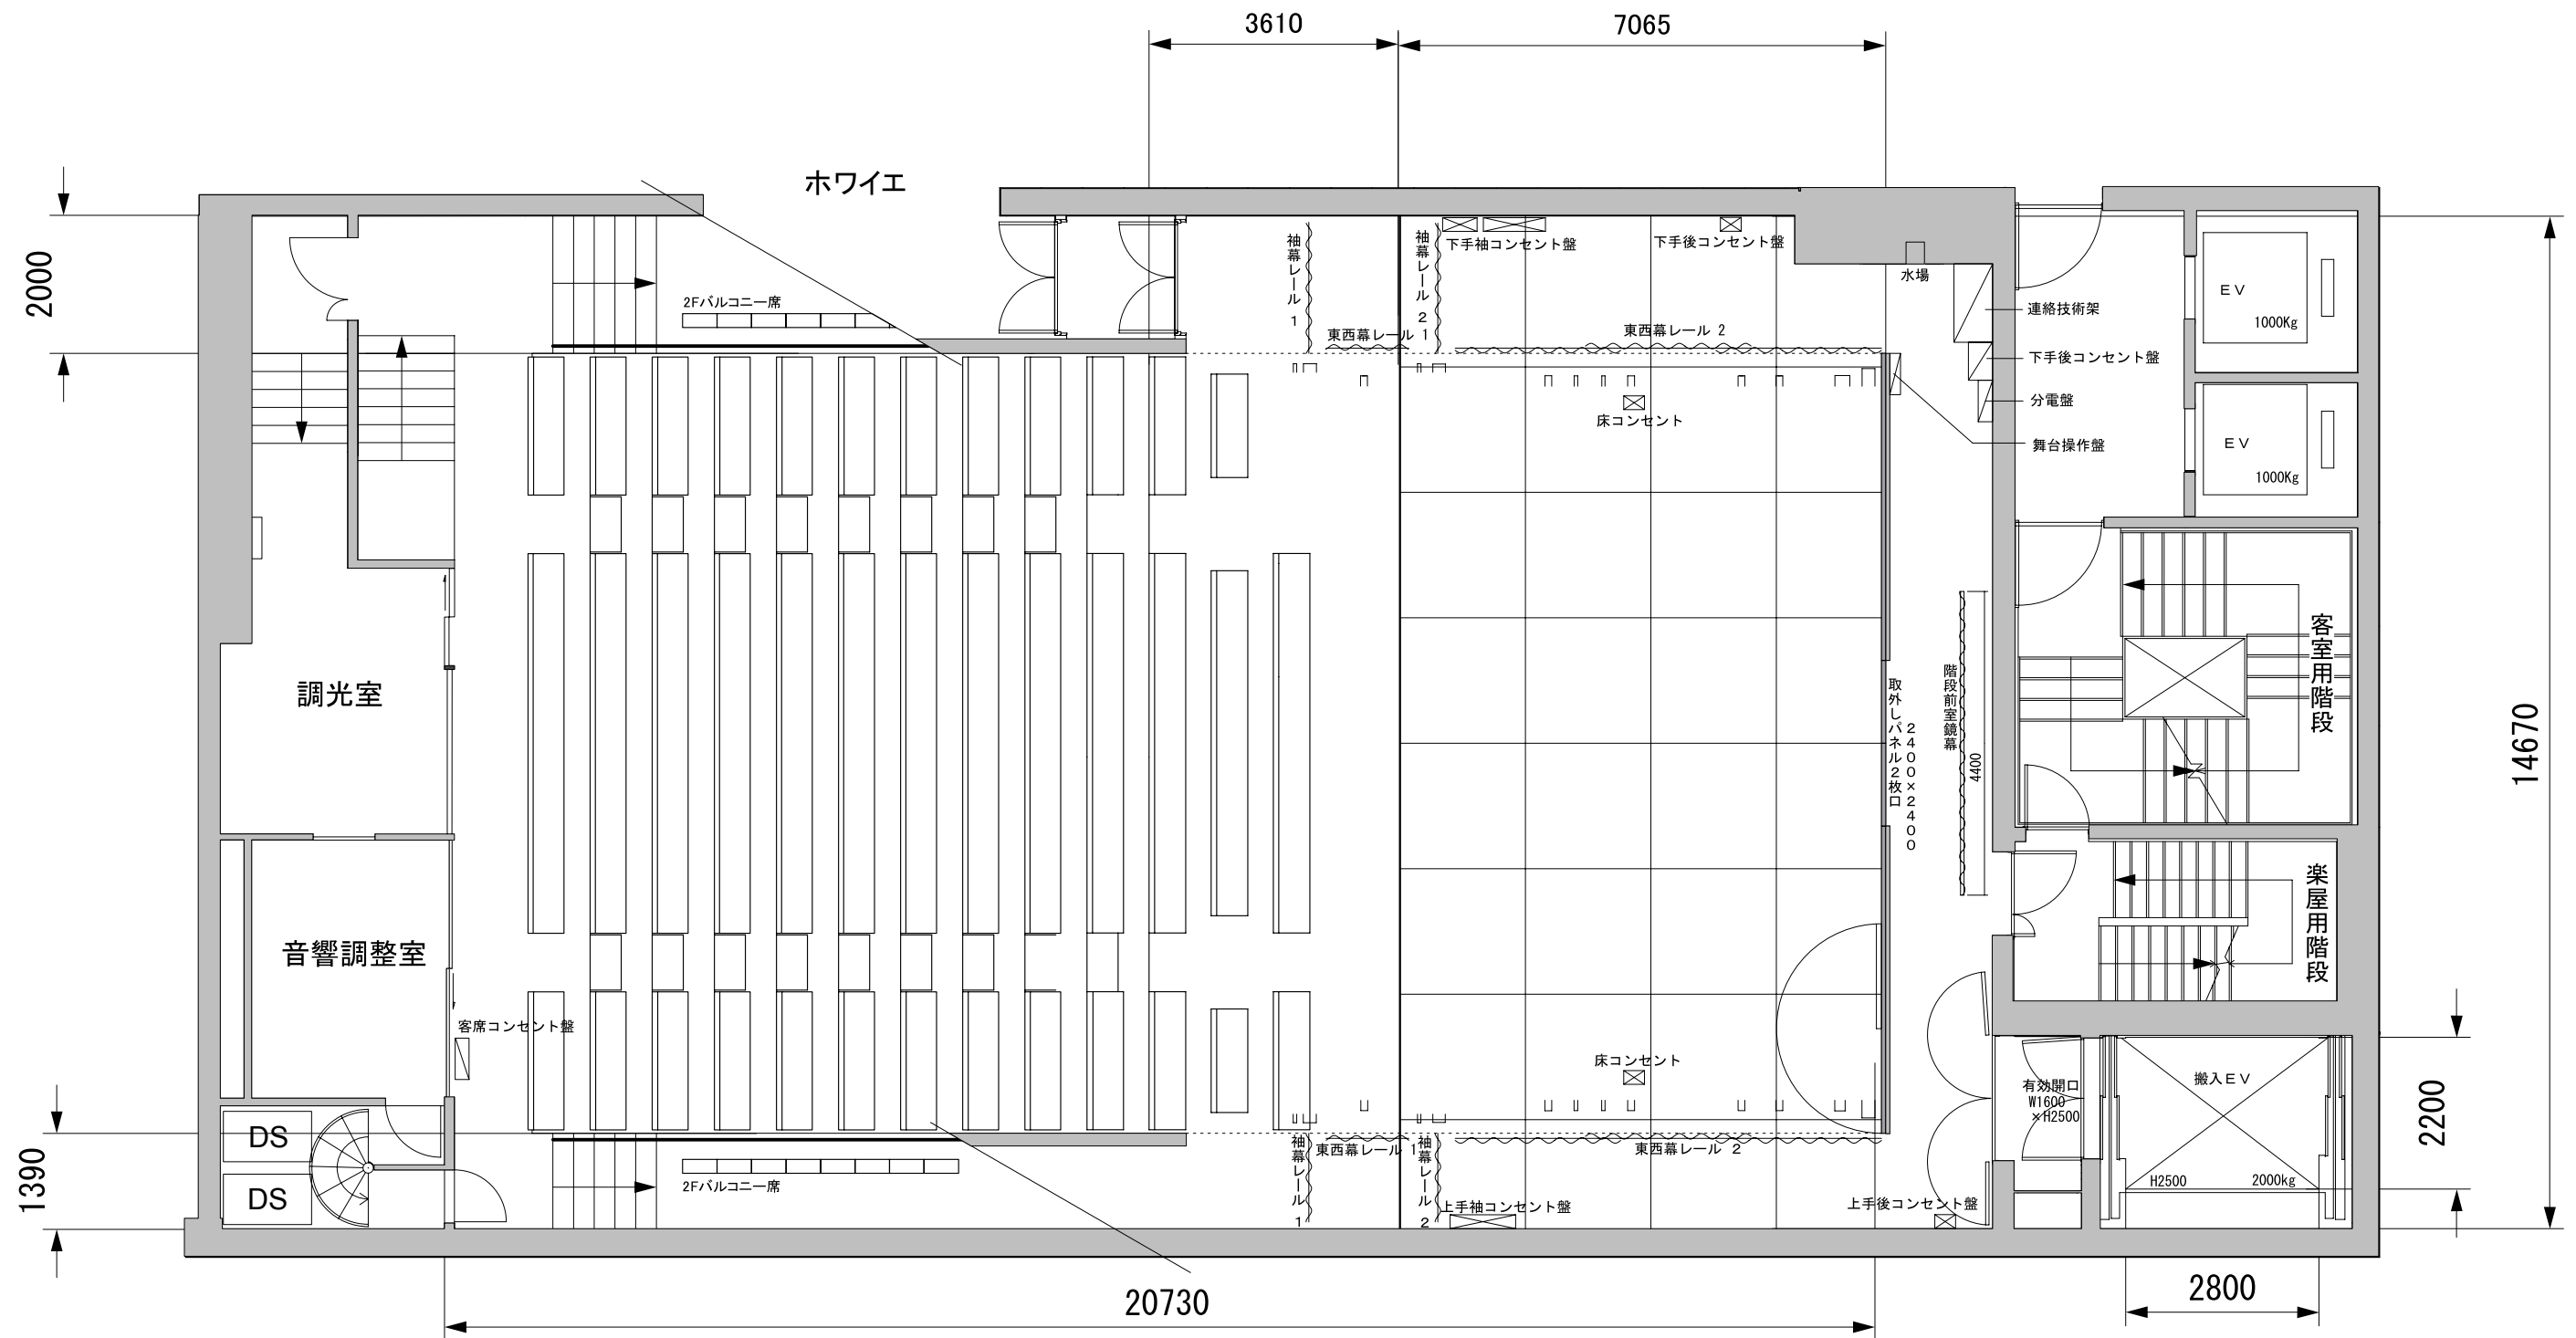 3610
7065
ホワイエ
2000
2Fバルコニー席
袖幕レール 1
袖幕レール 2
下手袖コンセント盤
下手後コンセント盤
水場
東西幕レール 1
東西幕レール 2
連絡技術架
下手後コンセント盤
分電盤
舞台操作盤
床コンセント
EV
1000Kg
EV
1000Kg
客室用階段
14670
調光室
取外しパネル2枚口
2400×2400
階段前室鏡幕
4400
音響調整室
楽屋用階段
客席コンセント盤
床コンセント
有効開口
W1600
×H2500
搬入EV
H2500
2000kg
2200
DS
DS
1390
2Fバルコニー席
袖幕レール 1
東西幕レール 1
袖幕レール 2
東西幕レール 2
上手袖コンセント盤
上手後コンセント盤
20730
2800